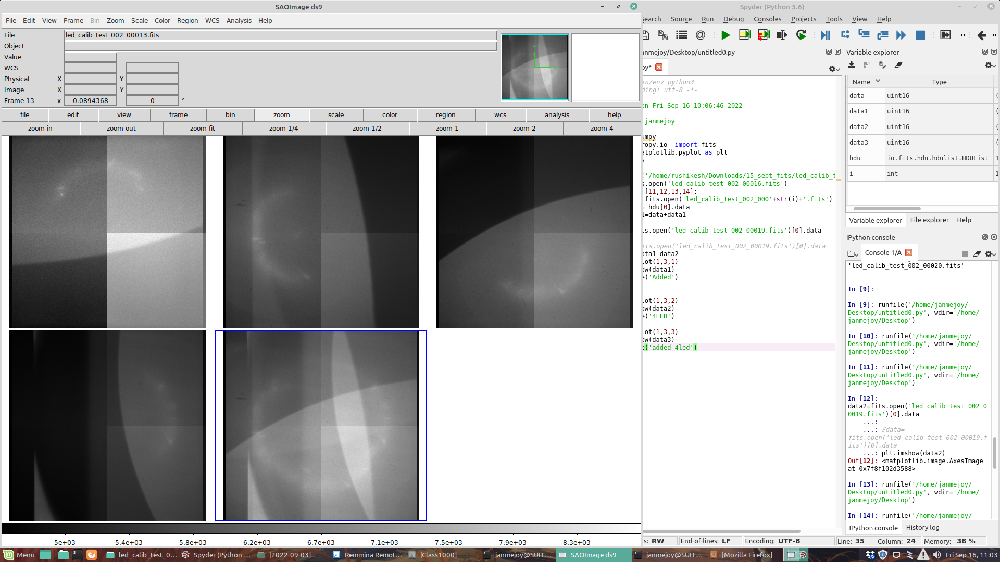 SAOImage ds9
File Edit View Frame Bin Zoom Scale Color Region WCS Analysis Help
File led_calib_test_002_00013.fits
Object
Value
WCS
Physical X Y
Image X Y
Frame 13 x 0.0894368 0 °
Y
X
file edit view frame bin zoom scale color region wcs analysis help
zoom in zoom out zoom fit zoom 1/4 zoom 1/2 zoom 1 zoom 2 zoom 4
5e+03 5.4e+03 5.8e+03 6.2e+03 6.7e+03 7.1e+03 7.5e+03 7.9e+03 8.3e+03
Spyder (Python 3.6)
Search Source Run Debug Consoles Projects Tools View Help
anmejoy/Desktop/untitled0.py
py*
in/env python3
ding: utf-8 -*-
on Fri Sep 16 10:06:46 2022
janmejoy
umpy
ropy.io import fits
atplotlib.pyplot as plt
s
('/home/rushikesh/Downloads/15_sept_fits/led_calib_t
s.open('led_calib_test_002_00016.fits')
[11,12,13,14]:
fits.open('led_calib_test_002_000'+str(i)+'.fits')
= hdu[0].data
1=data+data1
ts.open('led_calib_test_002_00019.fits')[0].data
its.open('led_calib_test_002_00019.fits')[0].data
ata1-data2
lot(1,3,1)
ow(data1)
e('Added')
lot(1,3,2)
ow(data2)
e('4LED')
lot(1,3,3)
ow(data3)
e('added-4led')
Variable explorer
Name Type
data uint16 (
data1 uint16 (
data2 uint16 (
data3 uint16 (
hdu io.fits.hdu.hdulist.HDUList 1
i int 1
Variable explorer File explorer Help
IPython console
Console 1/A
'led_calib_test_002_00020.fits'
In [9]:
In [9]: runfile('/home/janmejoy/
Desktop/untitled0.py', wdir='/home/
janmejoy/Desktop')
In [10]: runfile('/home/janmejoy/
Desktop/untitled0.py', wdir='/home/
janmejoy/Desktop')
In [11]: runfile('/home/janmejoy/
Desktop/untitled0.py', wdir='/home/
janmejoy/Desktop')
In [12]:
data2=fits.open('led_calib_test_002_0
0019.fits')[0].data
...:
...: #data=
fits.open('led_calib_test_002_00019.f
its')[0].data
...: plt.imshow(data2)
Out[12]: <matplotlib.image.AxesImage
at 0x7f8f102d3588>
In [13]: runfile('/home/janmejoy/
Desktop/untitled0.py', wdir='/home/
janmejoy/Desktop')
In [14]: runfile('/home/janmejoy/
IPython console History log
ns: RW End-of-lines: LF Encoding: UTF-8 Line: 35 Column: 24 Memory: 38 %
Menu led_calib_test_0... Spyder (Python ... [2022-09-03] Remmina Remot... [Class1000] janmejoy@SUIT... SAOImage ds9 janmejoy@SUIT... [Mozilla Firefox] Fri Sep 16, 11:03